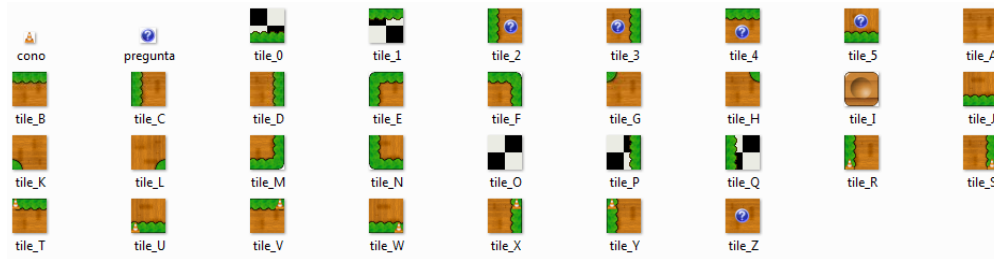 cono pregunta tile_0 tile_1 tile_2 tile_3 tile_4 tile_5 tile_A
tile_B tile_C tile_D tile_E tile_F tile_G tile_H tile_I tile_J
tile_K tile_L tile_M tile_N tile_O tile_P tile_Q tile_R tile_S
tile_T tile_U tile_V tile_W tile_X tile_Y tile_Z